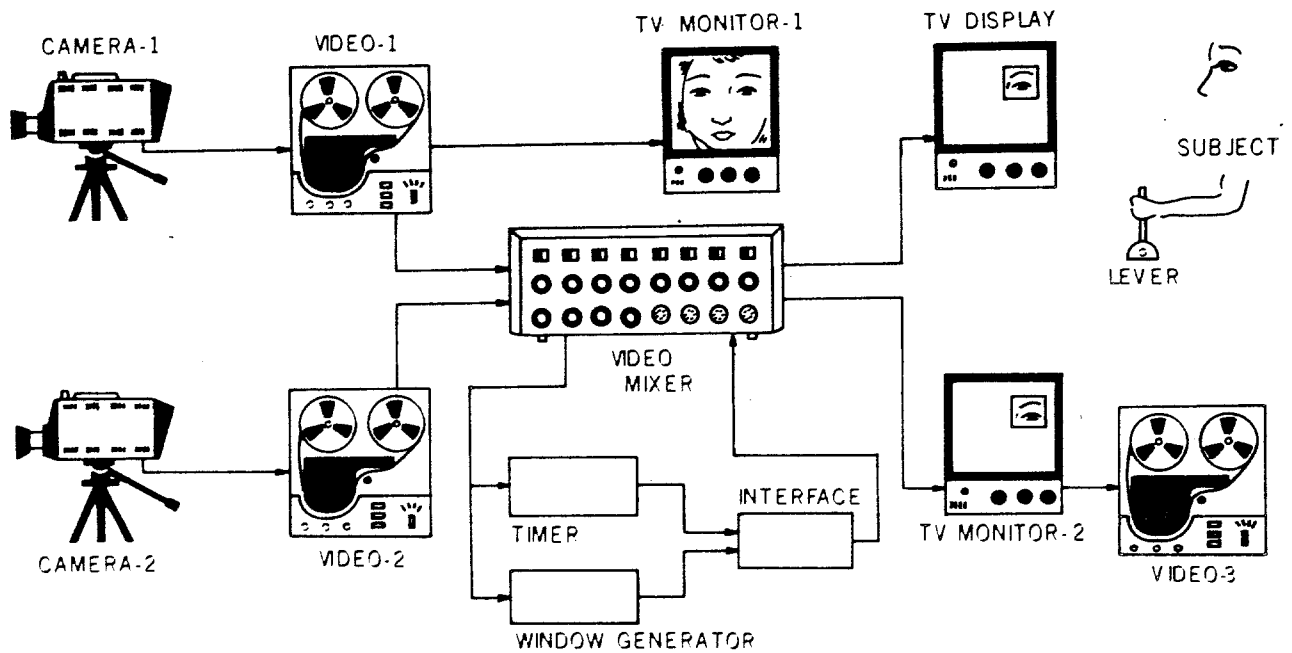 CAMERA-1
VIDEO-1
TV MONITOR-1
TV DISPLAY
SUBJECT
LEVER
VIDEO
MIXER
CAMERA-2
VIDEO-2
TIMER
INTERFACE
WINDOW GENERATOR
TV MONITOR-2
VIDEO-3